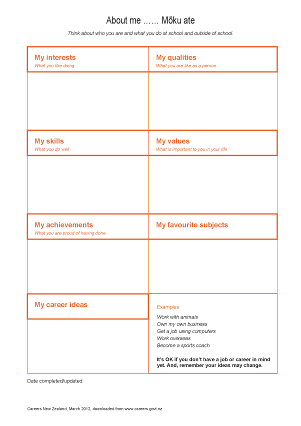 About me …… Mōku ate
Think about who you are and what you do at school and outside of school.
My interests
What you like doing
My qualities
What you are like as a person
My skills
What you do well
My values
What is important to you in your life
My achievements
What you are proud of having done
My favourite subjects
My career ideas
Examples
Work with animals
Own my own business
Get a job using computers
Work overseas
Become a sports coach
It's OK if you don't have a job or career in mind
yet. And, remember your ideas may change.
Date completed/updated:
Careers New Zealand, March 2012, downloaded from www.careers.govt.nz